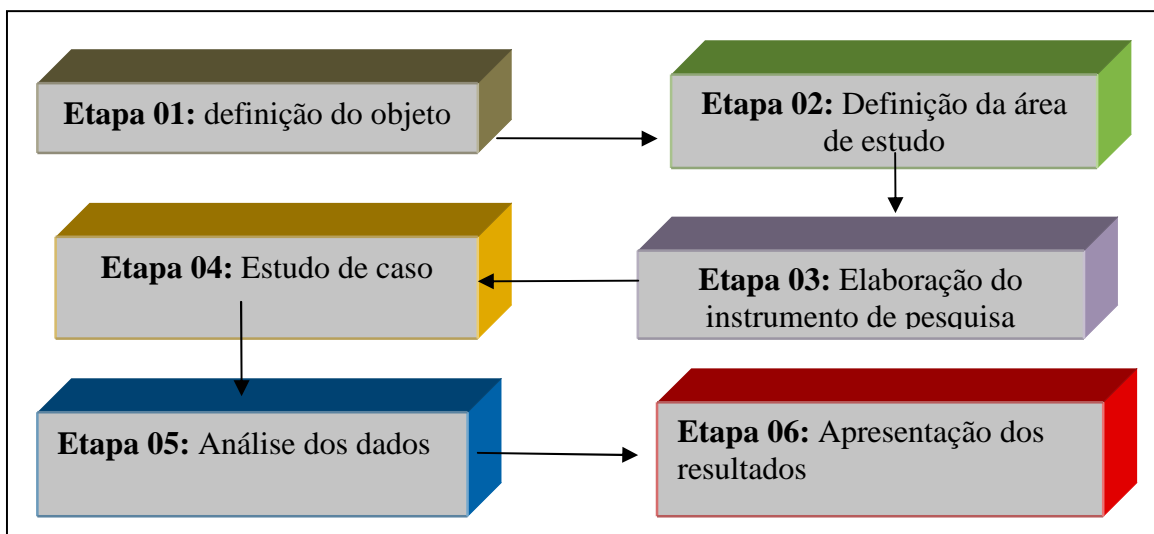 Etapa 01: definição do objeto
Etapa 02: Definição da área
de estudo
Etapa 03: Elaboração do
instrumento de pesquisa
Etapa 04: Estudo de caso
Etapa 05: Análise dos dados
Etapa 06: Apresentação dos
resultados